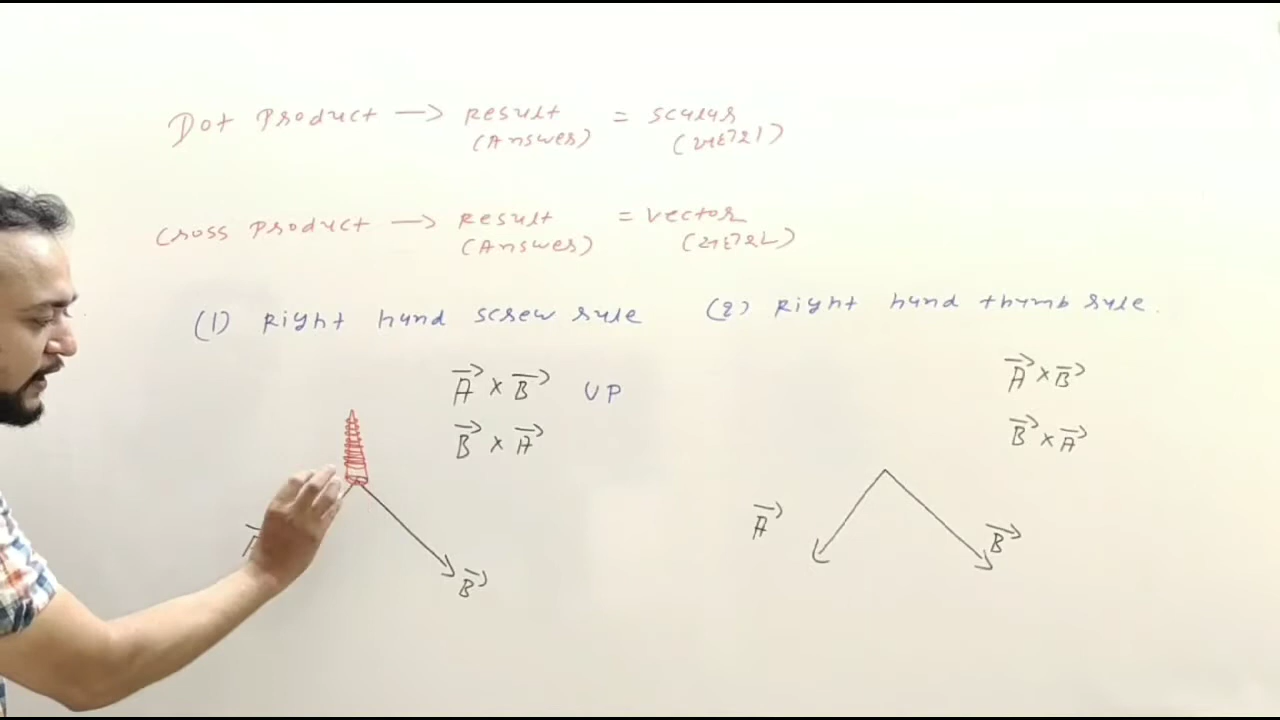 Dot Product → Result = scalar
(Answer)
Cross Product → Result = Vector
(Answer)
(1) Right hand screw rule
(2) Right hand thumb rule.
A⃗ × B⃗ UP
B⃗ × A⃗
A⃗ × B⃗
B⃗ × A⃗
A⃗
B⃗
A⃗
B⃗